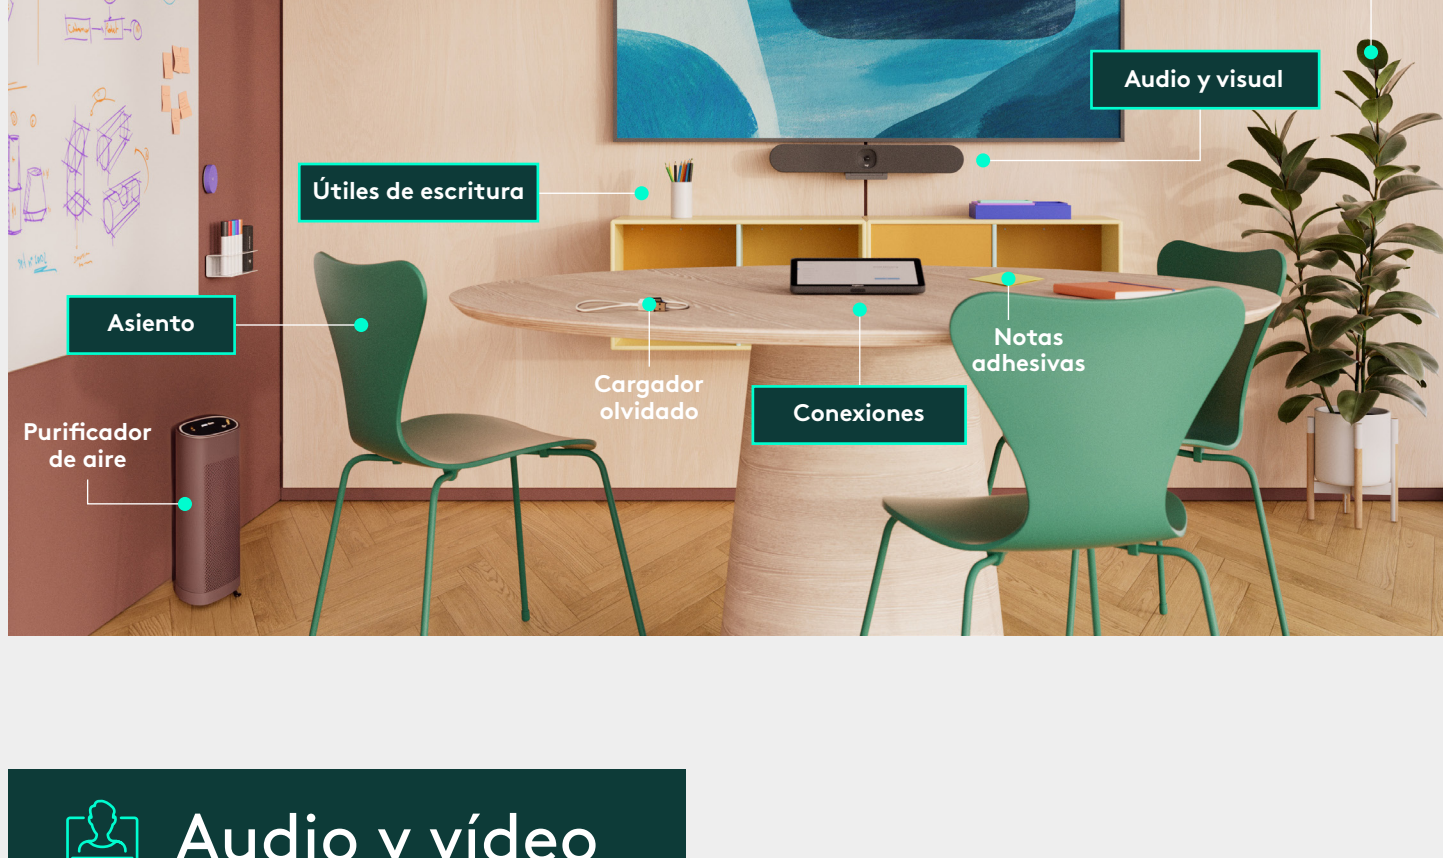 Audio y visual
Útiles de escritura
Asiento
Notas
adhesivas
Cargador
olvidado
Conexiones
Purificador
de aire
Audio y vídeo